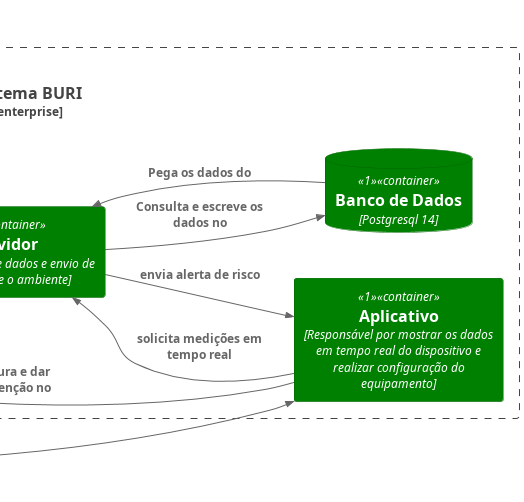 tema BURI
enterprise]
Pega os dados do
«1»«container»
Banco de Dados
[Postgresql 14]
Consulta e escreve os
dados no
ntainer»
vidor
e dados e envio de
e o ambiente]
envia alerta de risco
«1»«container»
Aplicativo
[Responsável por mostrar os dados
em tempo real do dispositivo e
realizar configuração do
equipamento]
solicita medições em
tempo real
ura e dar
enção no